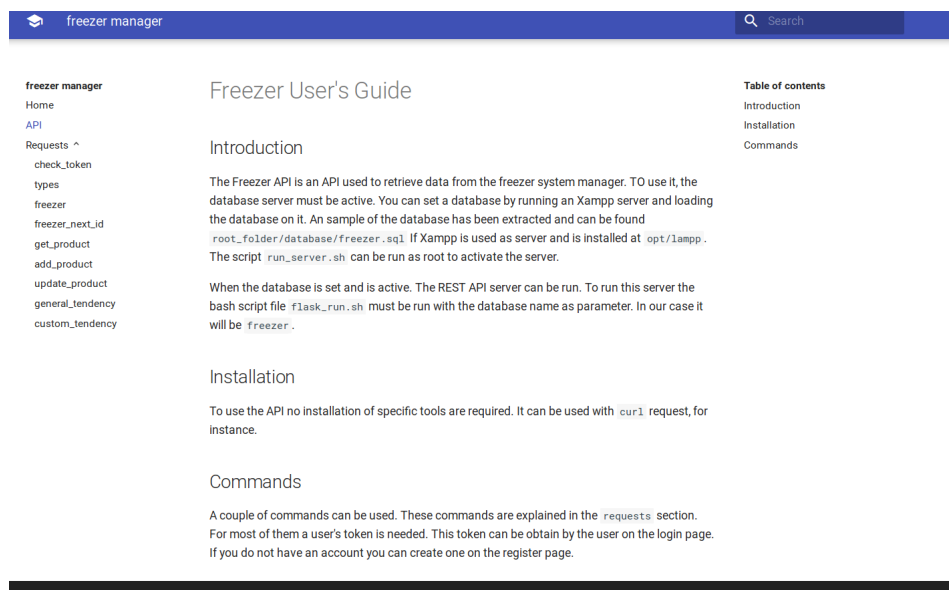 freezer manager
Search
freezer manager
Home
API
Requests ^
check_token
types
freezer
freezer_next_id
get_product
add_product
update_product
general_tendency
custom_tendency
Freezer User's Guide
Introduction
The Freezer API is an API used to retrieve data from the freezer system manager. TO use it, the
database server must be active. You can set a database by running an Xampp server and loading
the database on it. An sample of the database has been extracted and can be found
root_folder/database/freezer.sql If Xampp is used as server and is installed at opt/lampp.
The script run_server.sh can be run as root to activate the server.
When the database is set and is active. The REST API server can be run. To run this server the
bash script file flask_run.sh must be run with the database name as parameter. In our case it
will be freezer.
Installation
To use the API no installation of specific tools are required. It can be used with curl request, for
instance.
Commands
A couple of commands can be used. These commands are explained in the requests section.
For most of them a user's token is needed. This token can be obtain by the user on the login page.
If you do not have an account you can create one on the register page.
Table of contents
Introduction
Installation
Commands